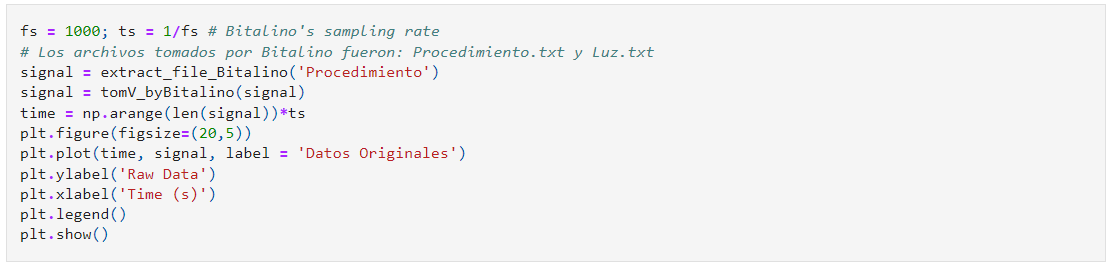 fs = 1000; ts = 1/fs # Bitalino's sampling rate
# Los archivos tomados por Bitalino fueron: Procedimiento.txt y Luz.txt
signal = extract_file_Bitalino('Procedimiento')
signal = tomV_byBitalino(signal)
time = np.arange(len(signal))*ts
plt.figure(figsize=(20,5))
plt.plot(time, signal, label = 'Datos Originales')
plt.ylabel('Raw Data')
plt.xlabel('Time (s)')
plt.legend()
plt.show()